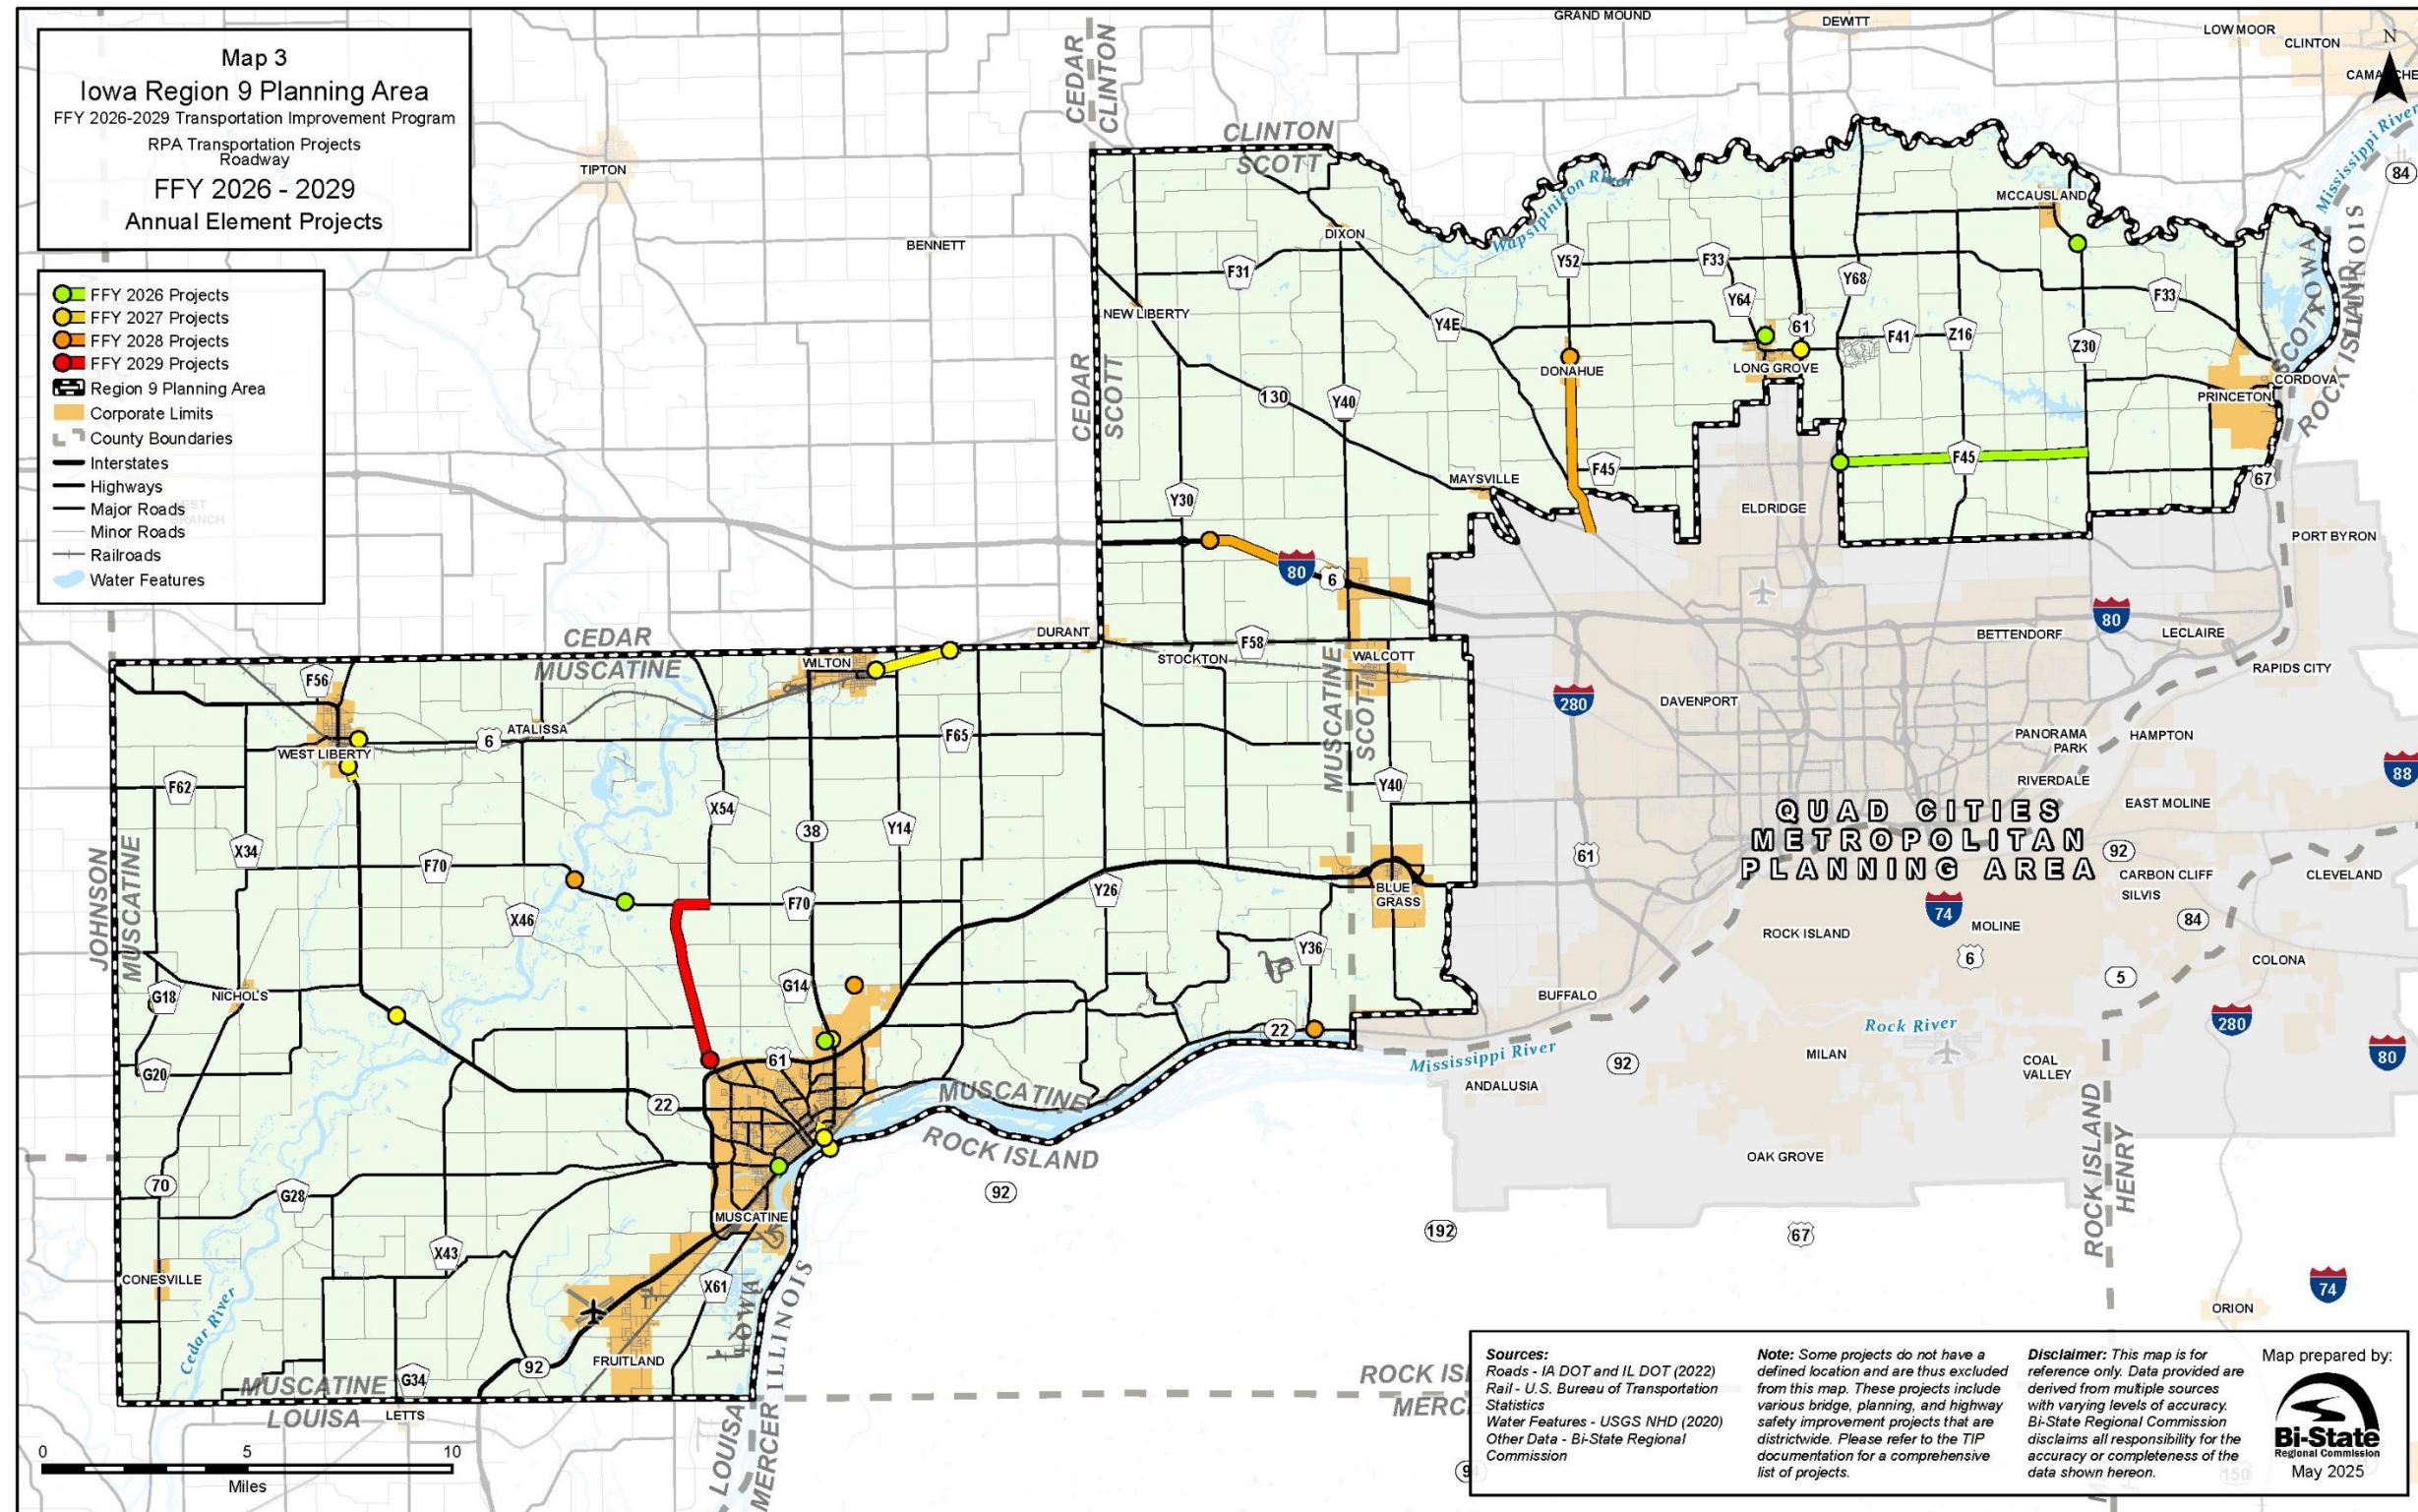 Map 3
Iowa Region 9 Planning Area
FFY 2026-2029 Transportation Improvement Program
RPA Transportation Projects
Roadway
FFY 2026 - 2029
Annual Element Projects
FFY 2026 Projects
FFY 2027 Projects
FFY 2028 Projects
FFY 2029 Projects
Region 9 Planning Area
Corporate Limits
County Boundaries
Interstates
Highways
Major Roads
Minor Roads
Railroads
Water Features
WEST
BRANCH
TIPTON
BENNETT
CEDAR
CLINTON
GRAND MOUND
DEWITT
LOW MOOR
CLINTON
N
Mississippi River
84
CLINTON
SCOTT
DIXON
Wapsipinicon River
MCCAUSLAND
F31
Y52
F33
Y64
Y68
F33
NEW LIBERTY
Y4E
61
F41
Z16
Z30
SCOTT
ROCK ISLAND
IOWA
ILLINOIS
CEDAR
SCOTT
130
Y40
DONAHUE
LONG GROVE
CORDOVA
PRINCETON
MAYSVILLE
F45
F45
67
Y30
ELDRIDGE
PORT BYRON
80
6
CEDAR
MUSCATINE
WILTON
DURANT
STOCKTON
F58
WALCOTT
BETTENDORF
80
LECLAIRE
RAPIDS CITY
F56
WEST LIBERTY
6
ATALISSA
F65
MUSCATINE
SCOTT
280
DAVENPORT
PANORAMA
PARK
HAMPTON
RIVERDALE
88
EAST MOLINE
F62
X54
38
Y14
Y40
QUAD CITIES
METROPOLITAN
PLANNING AREA
X34
F70
61
92
CARBON CLIFF
SILVIS
CLEVELAND
JOHNSON
MUSCATINE
X46
F70
Y26
BLUE
GRASS
74
MOLINE
84
ROCK ISLAND
6
Y36
COLONA
G18
NICHOLS
G14
BUFFALO
5
22
Rock River
280
G20
61
Mississippi River
92
MILAN
COAL
VALLEY
80
22
MUSCATINE
ANDALUSIA
ROCK ISLAND
OAK GROVE
ROCK ISLAND
HENRY
70
G28
92
MUSCATINE
192
67
X43
CONESVILLE
X61
IOWA
ILLINOIS
74
ORION
Cedar River
FRUITLAND
92
G34
MUSCATINE
LOUISA
LETTS
LOUISA
MERCER
0 5 10
Miles
Sources:
Roads - IA DOT and IL DOT (2022)
Rail - U.S. Bureau of Transportation
Statistics
Water Features - USGS NHD (2020)
Other Data - Bi-State Regional
Commission
Note: Some projects do not have a
defined location and are thus excluded
from this map. These projects include
various bridge, planning, and highway
safety improvement projects that are
districtwide. Please refer to the TIP
documentation for a comprehensive
list of projects.
Disclaimer: This map is for
reference only. Data provided are
derived from multiple sources
with varying levels of accuracy.
Bi-State Regional Commission
disclaims all responsibility for the
accuracy or completeness of the
data shown hereon.
Map prepared by:
Bi-State
Regional Commission
May 2025
150